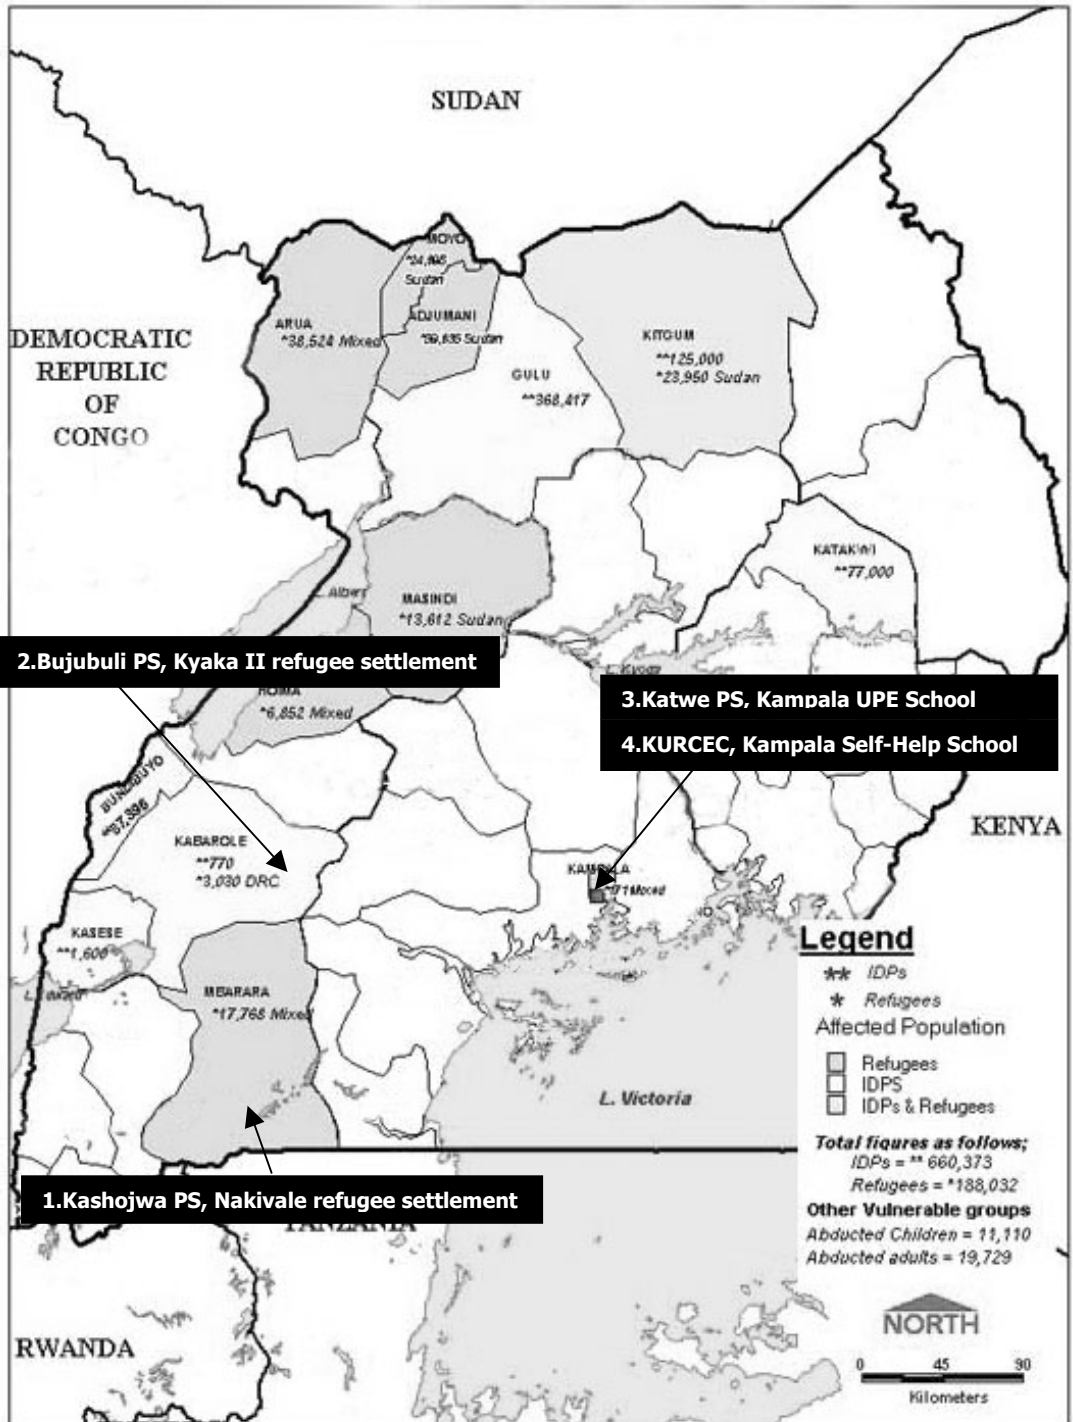 SUDAN
MOYO
Sudan
ADJUMANI
Sudan
ARUA
*38,524 Mixed
KITGUM
**125,000
*23,950 Sudan
DEMOCRATIC
REPUBLIC
OF
CONGO
GULU
**368,417
KATAKWI
**77,000
L. Albert
MASINDI
*13,612 Sudan
2.Bujubuli PS, Kyaka II refugee settlement
L. Kyoga
HOIMA
*6,852 Mixed
3.Katwe PS, Kampala UPE School
4.KURCEC, Kampala Self-Help School
BUNDIBUYO
KENYA
KABAROLE
**770
*3,030 DRC
KAMPALA
Mixed
KASESE
**1,600
MBARARA
*17,768 Mixed
L. Victoria
Legend
** IDPs
* Refugees
Affected Population
Refugees
IDPS
IDPs & Refugees
Total figures as follows;
IDPs = ** 660,373
Refugees = *188,032
Other Vulnerable groups
Abducted Children = 11,110
Abducted adults = 19,729
1.Kashojwa PS, Nakivale refugee settlement
TANZANIA
RWANDA
NORTH
0 45 90
Kilometers